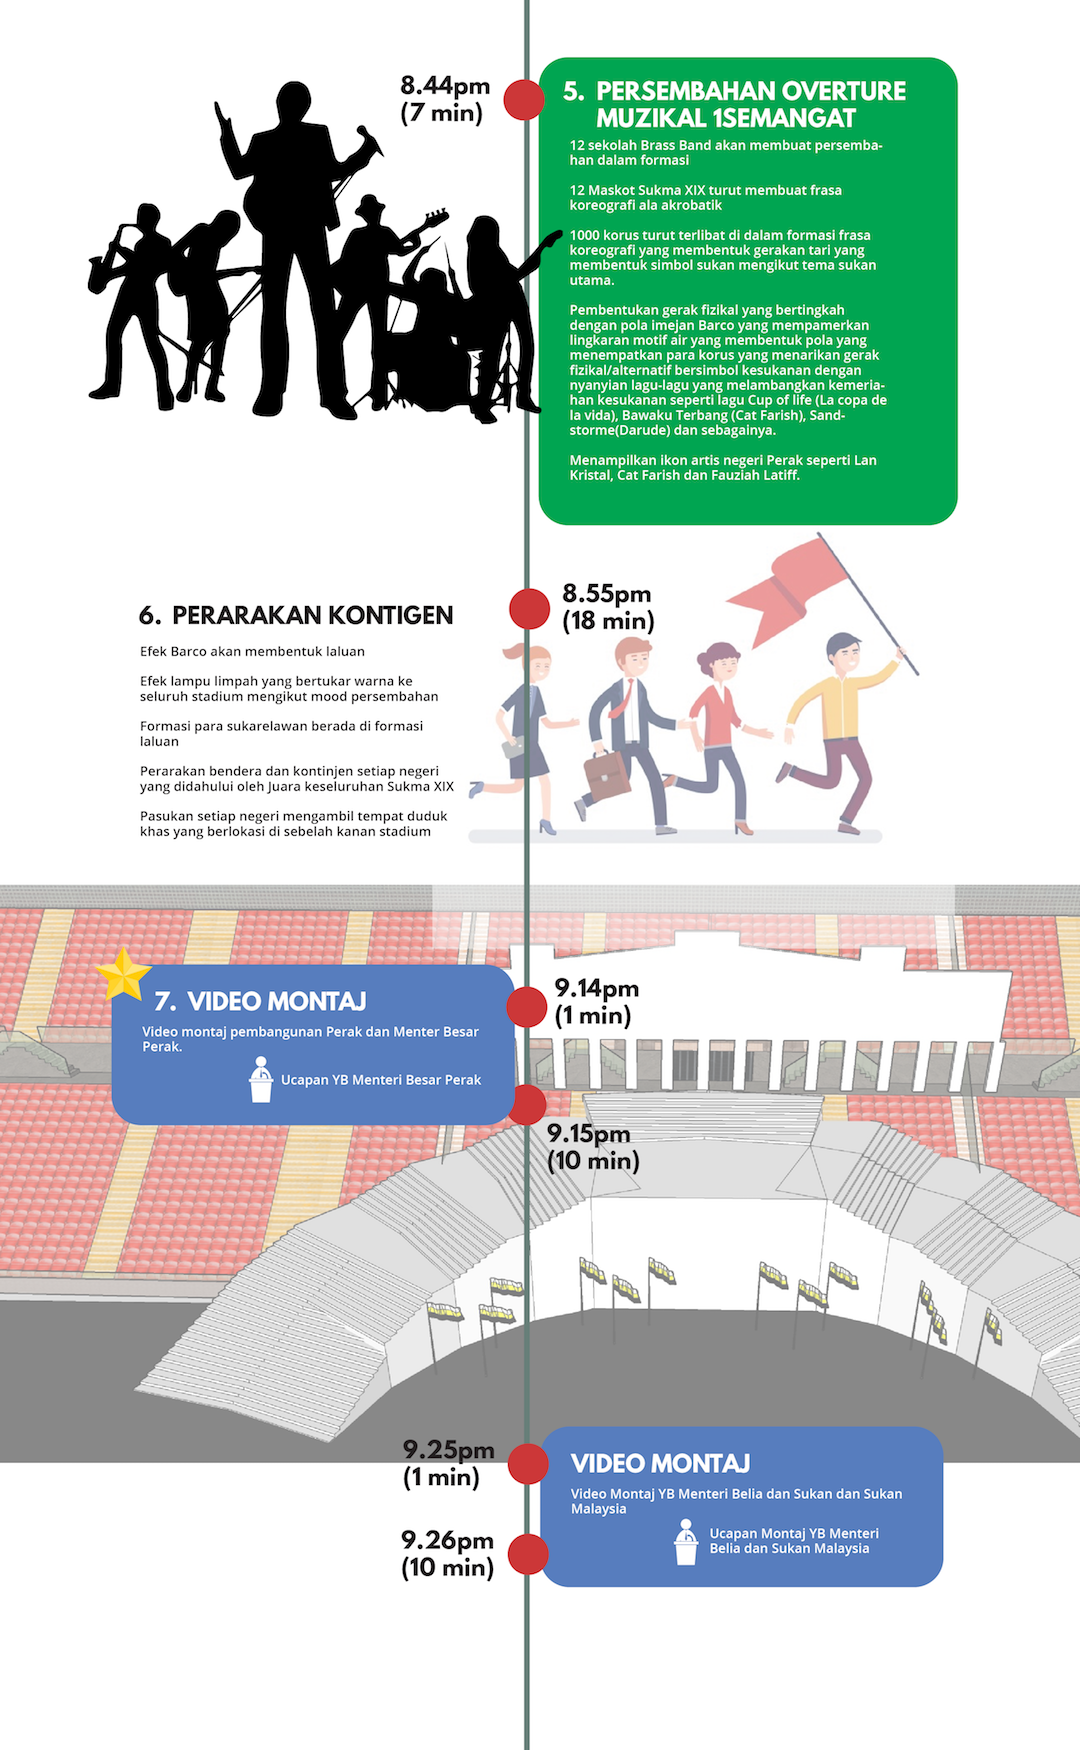 8.44pm
(7 min)
5. PERSEMBAHAN OVERTURE
MUZIKAL 1SEMANGAT
12 sekolah Brass Band akan membuat persemba-
han dalam formasi
12 Maskot Sukma XIX turut membuat frasa
koreografi ala akrobatik
1000 korus turut terlibat di dalam formasi frasa
koreografi yang membentuk gerakan tari yang
membentuk simbol sukan mengikut tema sukan
utama.
Pembentukan gerak fizikal yang bertingkah
dengan pola imejan Barco yang mempamerkan
lingkaran motif air yang membentuk pola yang
menempatkan para korus yang menarikan gerak
fizikal/alternatif bersimbol kesukanan dengan
nyanyian lagu-lagu yang melambangkan kemeria-
han kesukanan seperti lagu Cup of life (La copa de
la vida), Bawaku Terbang (Cat Farish), Sand-
storme(Darude) dan sebagainya.
Menampilkan ikon artis negeri Perak seperti Lan
Kristal, Cat Farish dan Fauziah Latiff.
8.55pm
(18 min)
6. PERARAKAN KONTIGEN
Efek Barco akan membentuk laluan
Efek lampu limpah yang bertukar warna ke
seluruh stadium mengikut mood persembahan
Formasi para sukarelawan berada di formasi
laluan
Perarakan bendera dan kontinjen setiap negeri
yang didahului oleh Juara keseluruhan Sukma XIX
Pasukan setiap negeri mengambil tempat duduk
khas yang berlokasi di sebelah kanan stadium
9.14pm
(1 min)
7. VIDEO MONTAJ
Video montaj pembangunan Perak dan Menter Besar
Perak.
Ucapan YB Menteri Besar Perak
9.15pm
(10 min)
9.25pm
(1 min)
VIDEO MONTAJ
Video Montaj YB Menteri Belia dan Sukan dan Sukan
Malaysia
9.26pm
(10 min)
Ucapan Montaj YB Menteri
Belia dan Sukan Malaysia